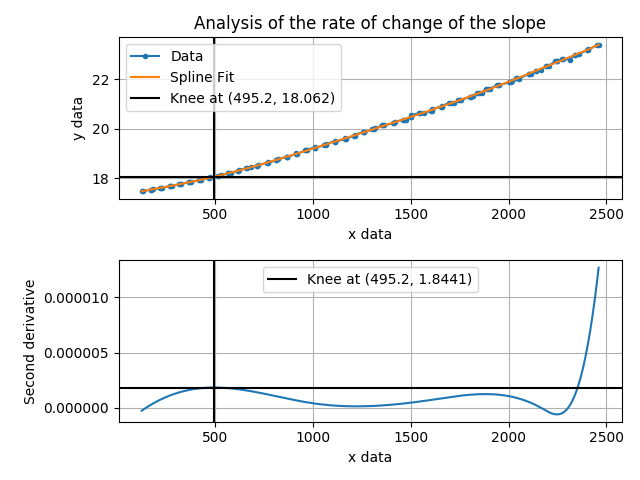 Analysis of the rate of change of the slope
Data
Spline Fit
Knee at (495.2, 18.062)
y data
22
20
18
500 1000 1500 2000 2500
x data
Knee at (495.2, 1.8441)
Second derivative
0.000010
0.000005
0.000000
500 1000 1500 2000 2500
x data